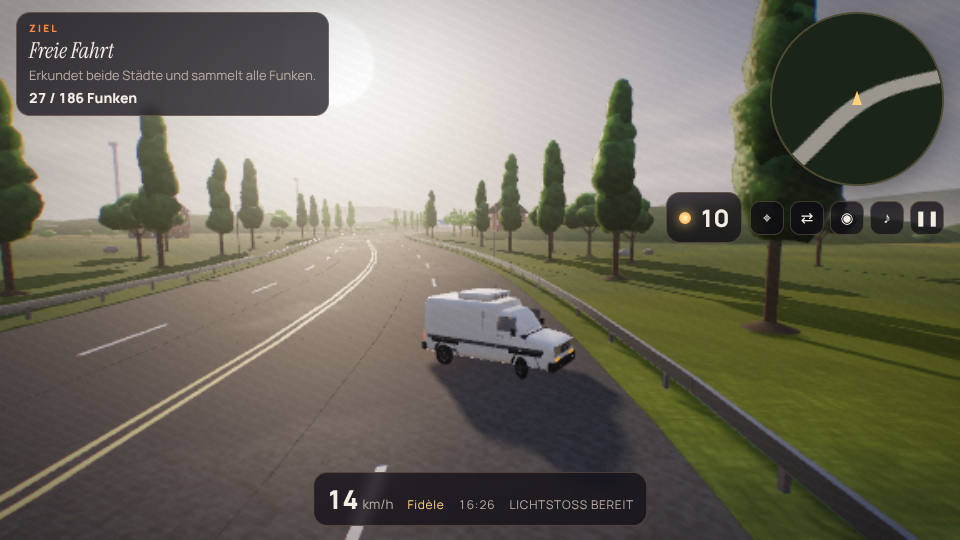 ZIEL
Freie Fahrt
Erkundet beide Städte und sammelt alle Funken.
27 / 186 Funken
10
14 km/h Fidèle 16:26 LICHTSTOSS BEREIT